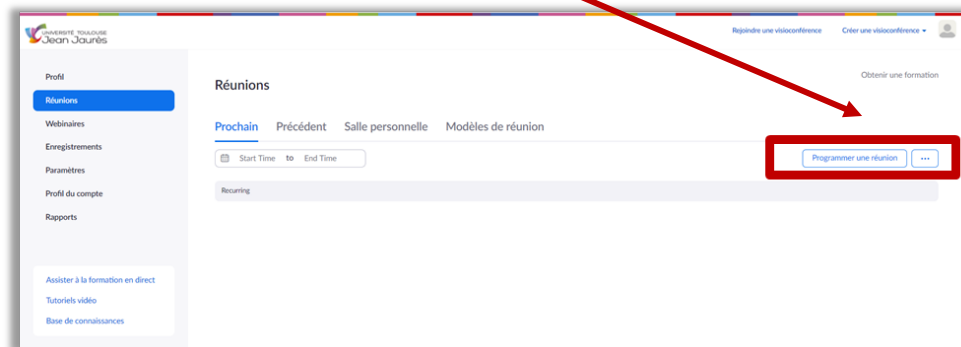 UNIVERSITÉ TOULOUSE
Jean Jaurès
Rejoindre une visioconférence
Créer une visioconférence
Profil
Réunions
Webinaires
Enregistrements
Paramètres
Profil du compte
Rapports
Assister à la formation en direct
Tutoriels vidéo
Base de connaissances
Réunions
Obtenir une formation
Prochain Précédent Salle personnelle Modèles de réunion
Start Time to End Time
Programmer une réunion ...
Recurring